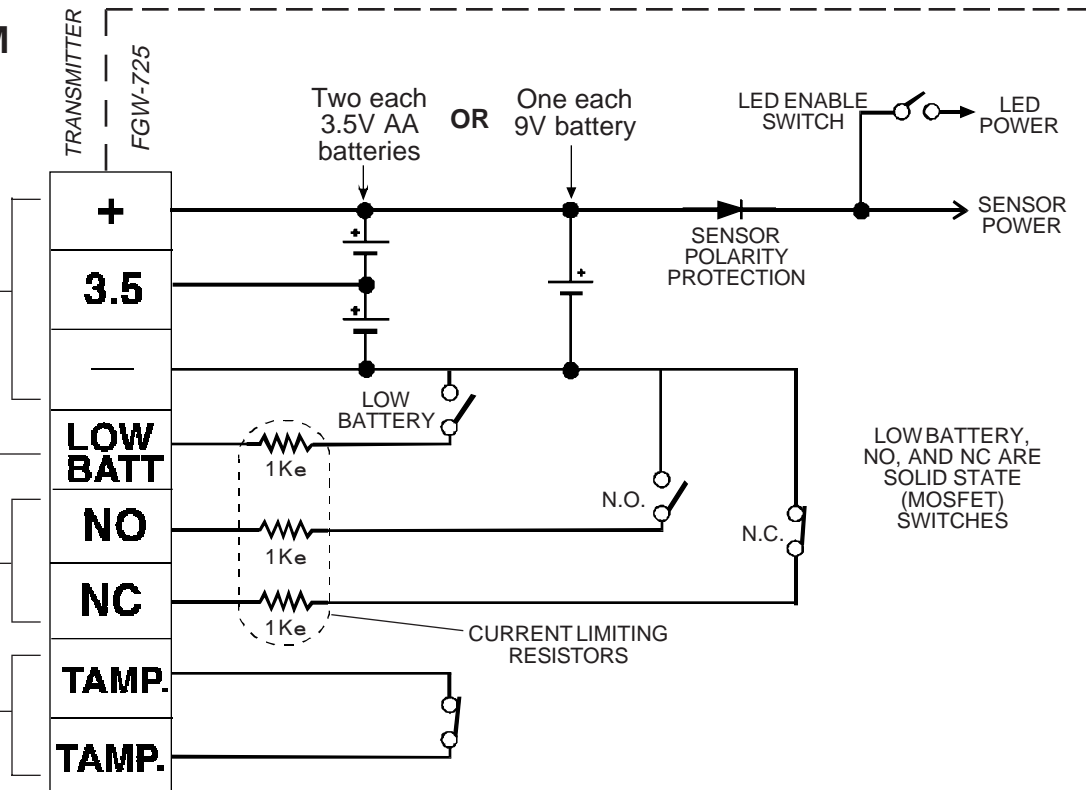 M
TRANSMITTER
FGW-725
Two each
3.5V AA
batteries
OR
One each
9V battery
LED ENABLE
SWITCH
LED
POWER
+
SENSOR
POWER
SENSOR
POLARITY
PROTECTION
3.5
—
LOW
BATTERY
LOW
BATT
1Ke
LOW BATTERY,
NO, AND NC ARE
SOLID STATE
(MOSFET)
SWITCHES
NO
1Ke
N.O.
N.C.
NC
1Ke
CURRENT LIMITING
RESISTORS
TAMP.
TAMP.